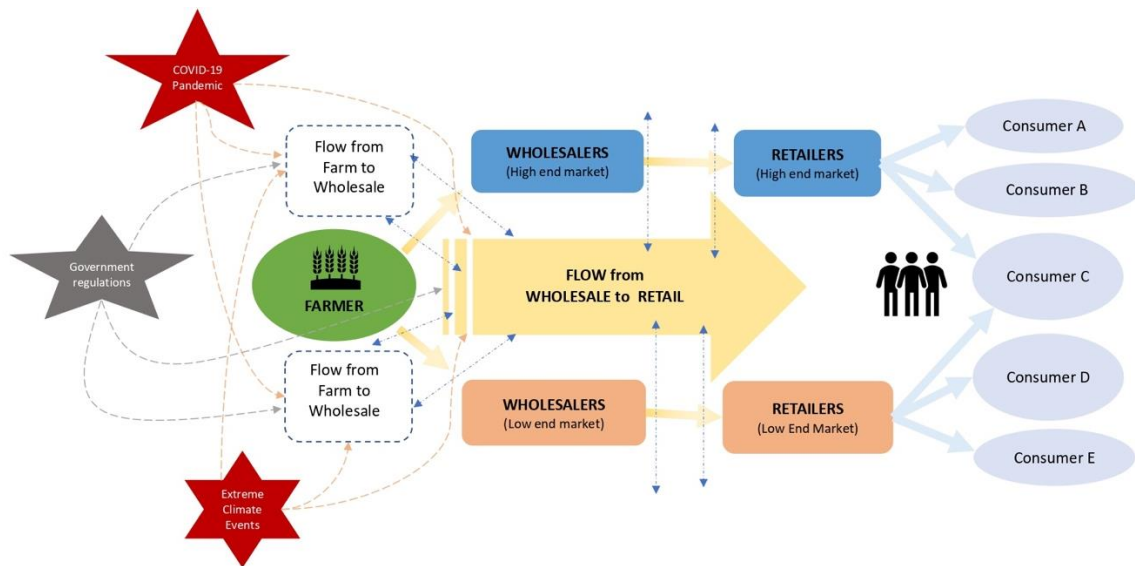 COVID-19
Pandemic
Flow from
Farm to
Wholesale
WHOLESALERS
(High end market)
RETAILERS
(High end market)
Consumer A
Consumer B
Government
regulations
FARMER
FLOW from
WHOLESALE to RETAIL
Consumer C
Flow from
Farm to
Wholesale
WHOLESALERS
(Low end market)
RETAILERS
(Low End Market)
Consumer D
Consumer E
Extreme
Climate
Events